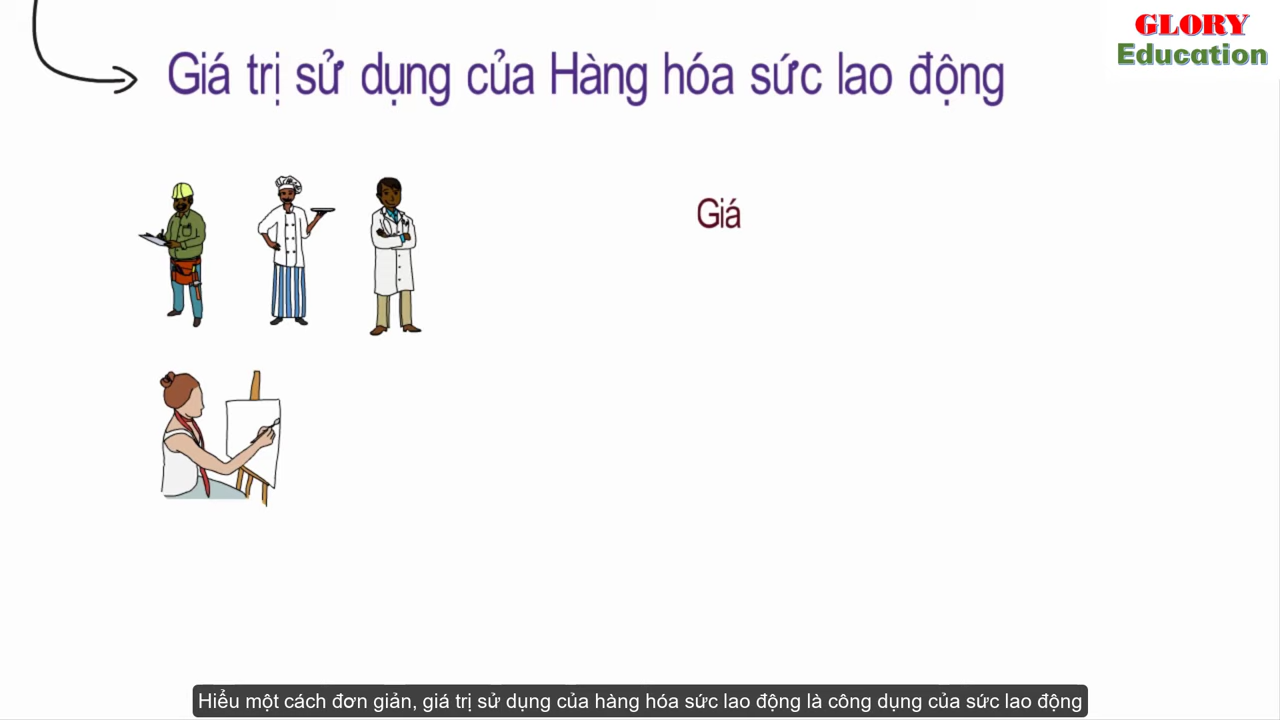 GLORY
Education
Giá trị sử dụng của Hàng hóa sức lao động
Giá
Hiểu một cách đơn giản, giá trị sử dụng của hàng hóa sức lao động là công dụng của sức lao động